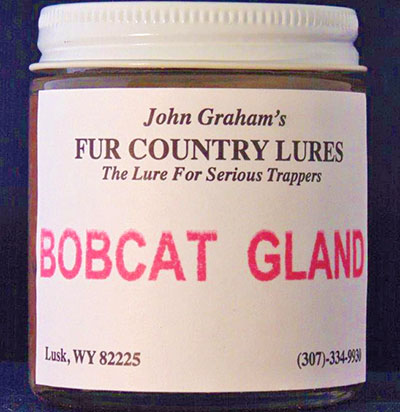 John Graham's
FUR COUNTRY LURES
The Lure For Serious Trappers
BOBCAT GLAND
Lusk, WY 82225 (307)-334-9930